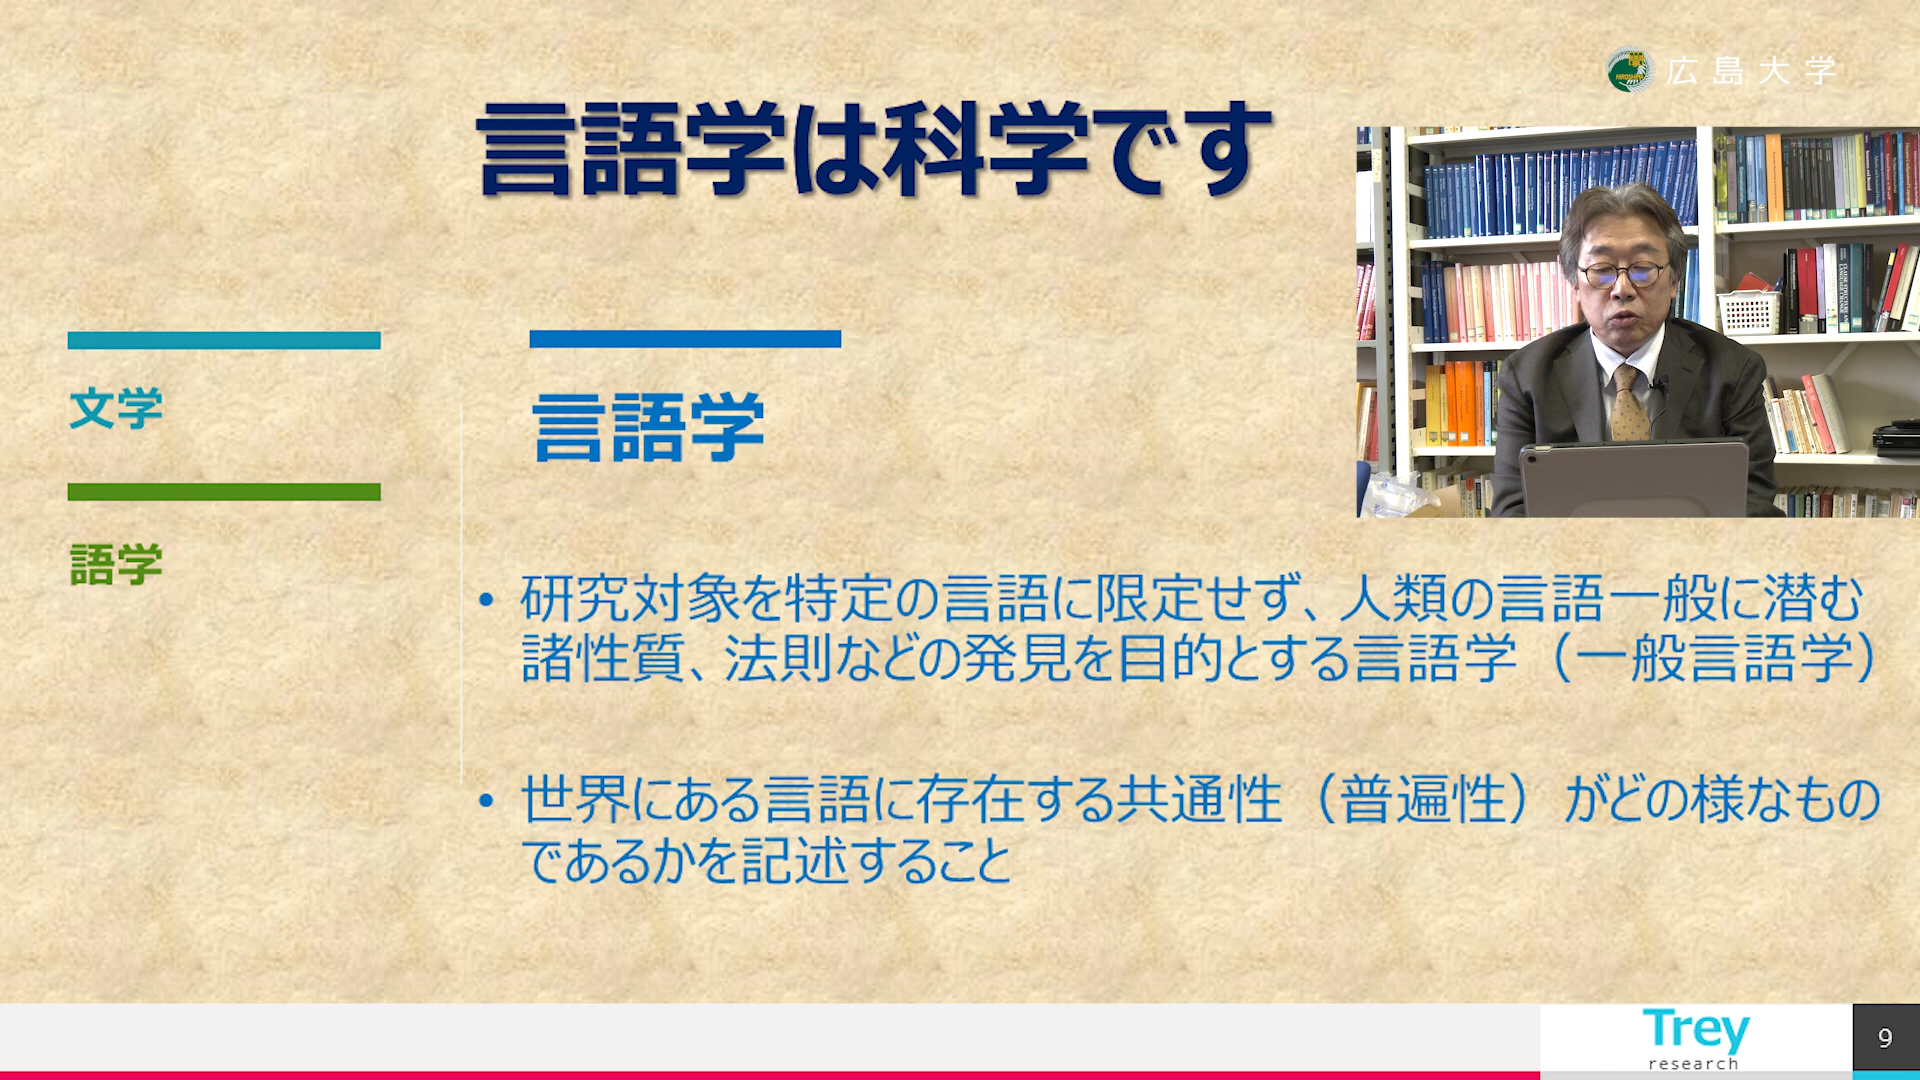 広島大学
言語学は科学です
文学
語学
言語学
• 研究対象を特定の言語に限定せず、人類の言語一般に潜む
諸性質、法則などの発見を目的とする言語学（一般言語学）
• 世界にある言語に存在する共通性（普遍性）がどの様なもの
であるかを記述すること
Trey
research
9